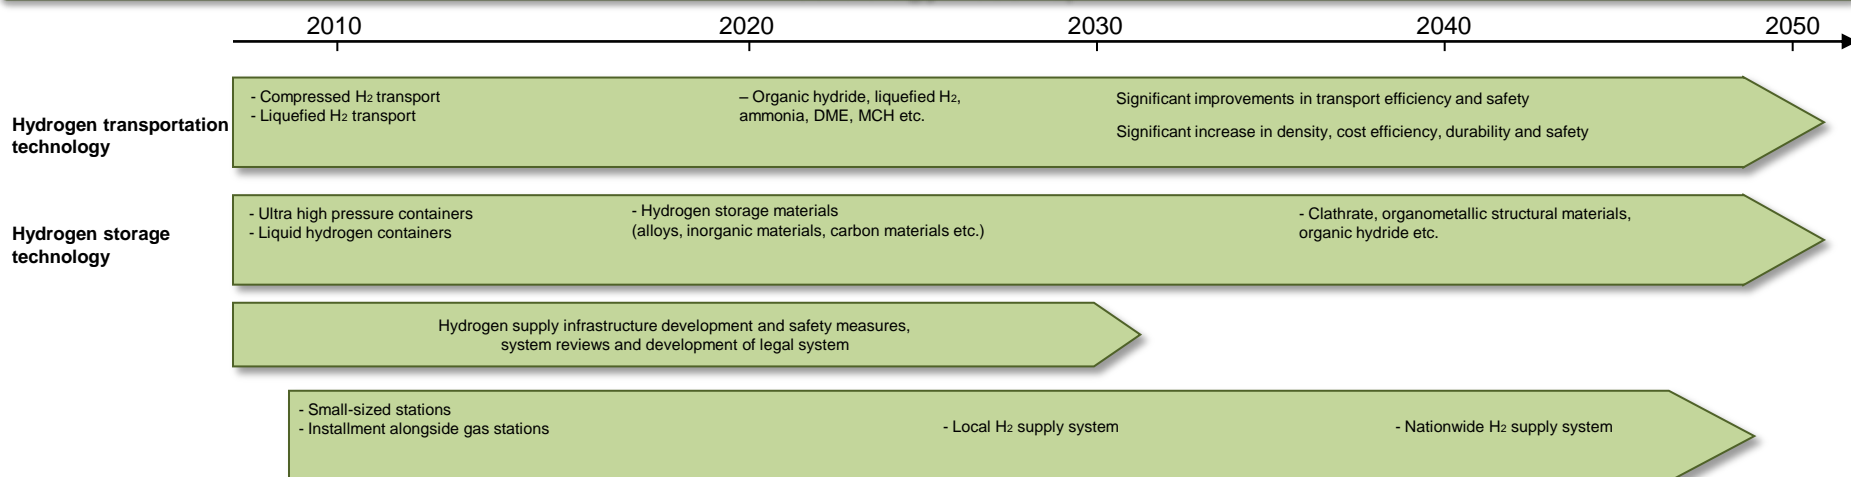 2010 2020 2030 2040 2050
Hydrogen transportation
technology
- Compressed H2 transport
- Liquefied H2 transport
– Organic hydride, liquefied H2,
ammonia, DME, MCH etc.
Significant improvements in transport efficiency and safety
Significant increase in density, cost efficiency, durability and safety
Hydrogen storage
technology
- Ultra high pressure containers
- Liquid hydrogen containers
- Hydrogen storage materials
(alloys, inorganic materials, carbon materials etc.)
- Clathrate, organometallic structural materials,
organic hydride etc.
Hydrogen supply infrastructure development and safety measures,
system reviews and development of legal system
- Small-sized stations
- Installment alongside gas stations
- Local H2 supply system
- Nationwide H2 supply system